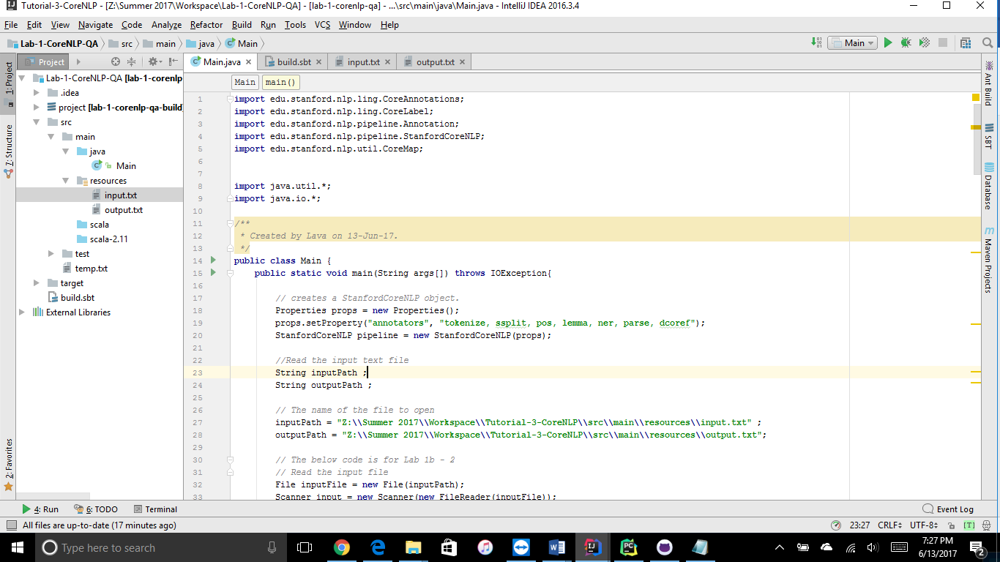 Tutorial-3-CoreNLP - [Z:\Summer 2017\Workspace\Lab-1-CoreNLP-QA] - [lab-1-corenlp-qa] - ...\src\main\java\Main.java - IntelliJ IDEA 2016.3.4
File Edit View Navigate Code Analyze Refactor Build Run Tools VCS Window Help
Lab-1-CoreNLP-QA src main java Main Main
Project Main.java build.sbt input.txt output.txt
Main main()
1: Project
7: Structure
2: Favorites
Lab-1-CoreNLP-QA [lab-1-corenlp
.idea
project [lab-1-corenlp-qa-build]
src
main
java
Main
resources
input.txt
output.txt
scala
scala-2.11
test
temp.txt
target
build.sbt
External Libraries
1 import edu.stanford.nlp.ling.CoreAnnotations;
2 import edu.stanford.nlp.ling.CoreLabel;
3 import edu.stanford.nlp.pipeline.Annotation;
4 import edu.stanford.nlp.pipeline.StanfordCoreNLP;
5 import edu.stanford.nlp.util.CoreMap;
6
7
8 import java.util.*;
9 import java.io.*;
10
11 /**
12 * Created by Lava on 13-Jun-17.
13 */
14 public class Main {
15 public static void main(String args[]) throws IOException{
16
17 // creates a StanfordCoreNLP object.
18 Properties props = new Properties();
19 props.setProperty("annotators", "tokenize, ssplit, pos, lemma, ner, parse, dcoref");
20 StanfordCoreNLP pipeline = new StanfordCoreNLP(props);
21
22 //Read the input text file
23 String inputPath ;
24 String outputPath ;
25
26 // The name of the file to open
27 inputPath = "Z:\\Summer 2017\\Workspace\\Tutorial-3-CoreNLP\\src\\main\\resources\\input.txt" ;
28 outputPath = "Z:\\Summer 2017\\Workspace\\Tutorial-3-CoreNLP\\src\\main\\resources\\output.txt";
29
30 // The below code is for Lab 1b - 2
31 // Read the input file
32 File inputFile = new File(inputPath);
33 Scanner input = new Scanner(new FileReader(inputFile));
Ant Build
SBT
Database
Maven Projects
4: Run 6: TODO Terminal Event Log
All files are up-to-date (17 minutes ago) 23:27 CRLF UTF-8 [T]
Type here to search
7:27 PM
6/13/2017
2